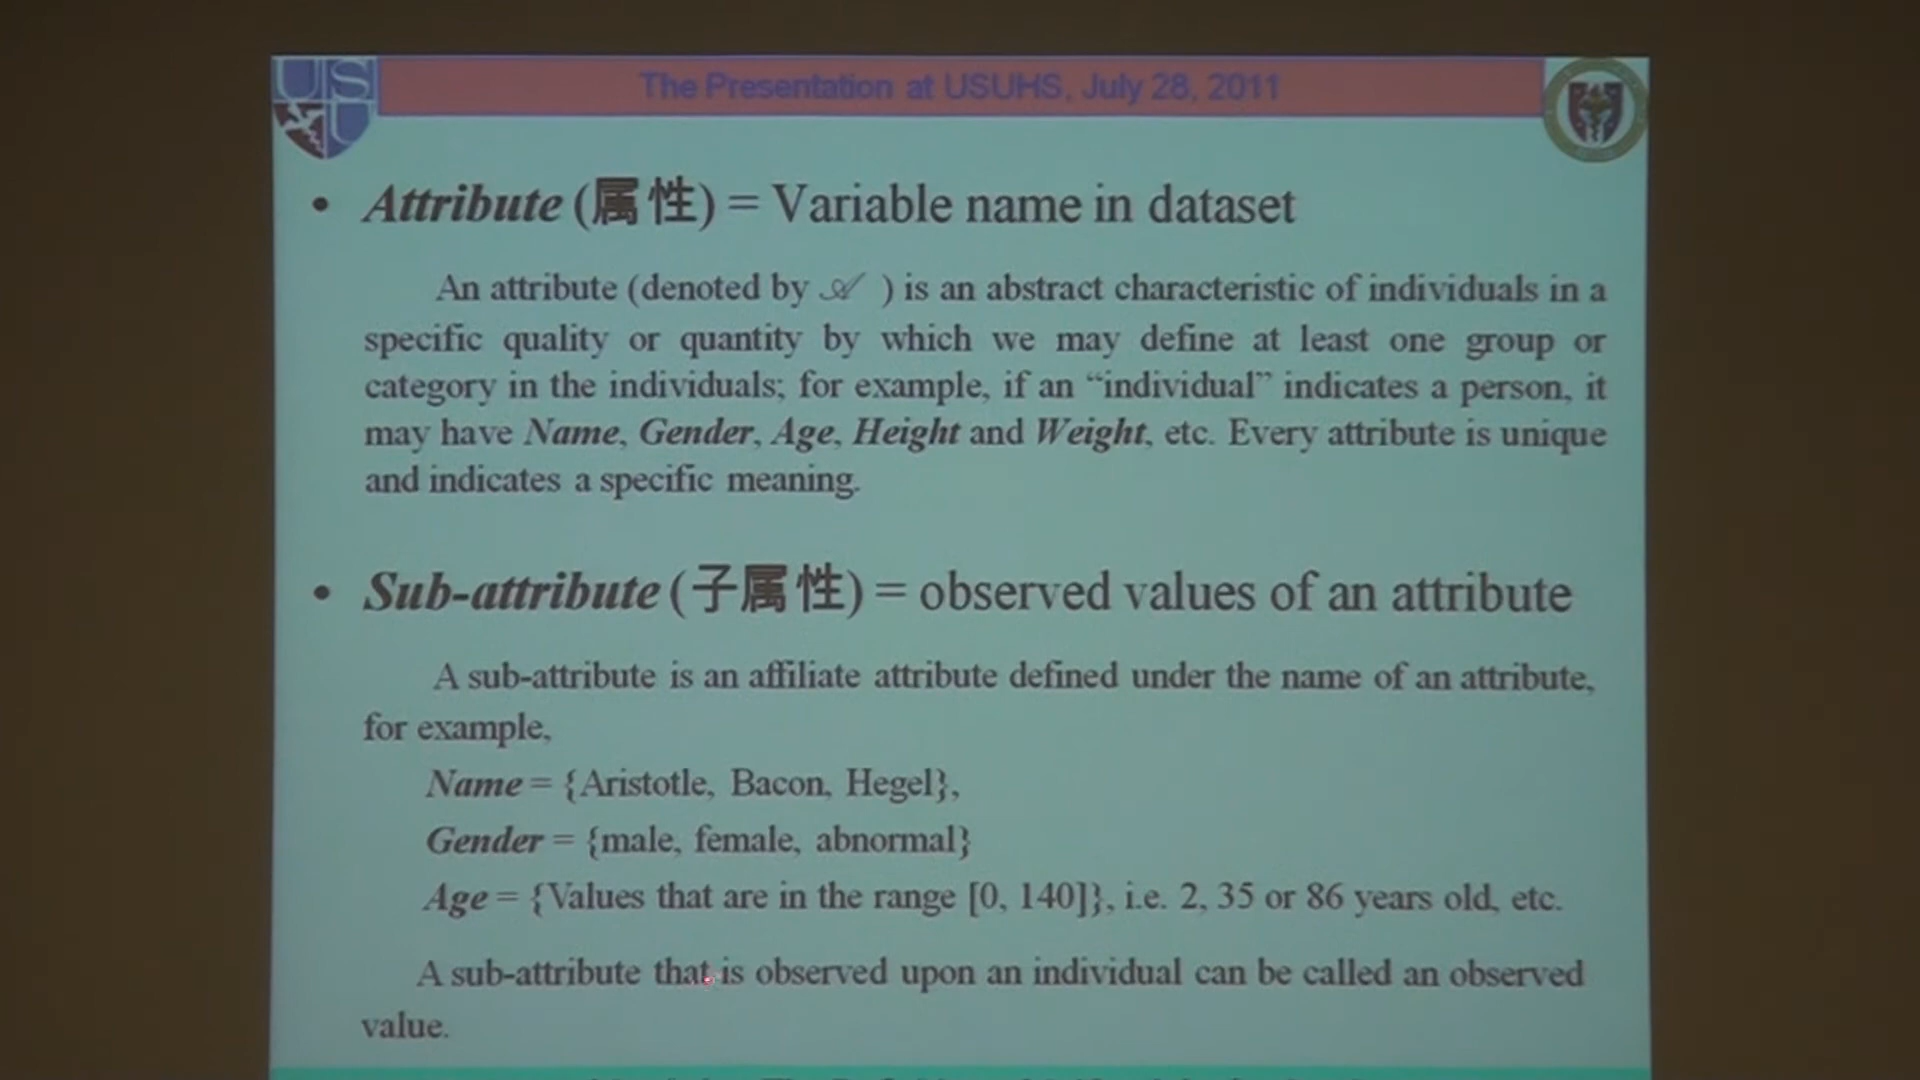 The Presentation at USUHS, July 28, 2011
USU
• Attribute (属性) = Variable name in dataset
An attribute (denoted by 𝒜 ) is an abstract characteristic of individuals in a
specific quality or quantity by which we may define at least one group or
category in the individuals; for example, if an “individual” indicates a person, it
may have Name, Gender, Age, Height and Weight, etc. Every attribute is unique
and indicates a specific meaning.
• Sub-attribute (子属性) = observed values of an attribute
A sub-attribute is an affiliate attribute defined under the name of an attribute,
for example,
Name = {Aristotle, Bacon, Hegel},
Gender = {male, female, abnormal}
Age = {Values that are in the range [0, 140]}, i.e. 2, 35 or 86 years old, etc.
A sub-attribute that is observed upon an individual can be called an observed
value.